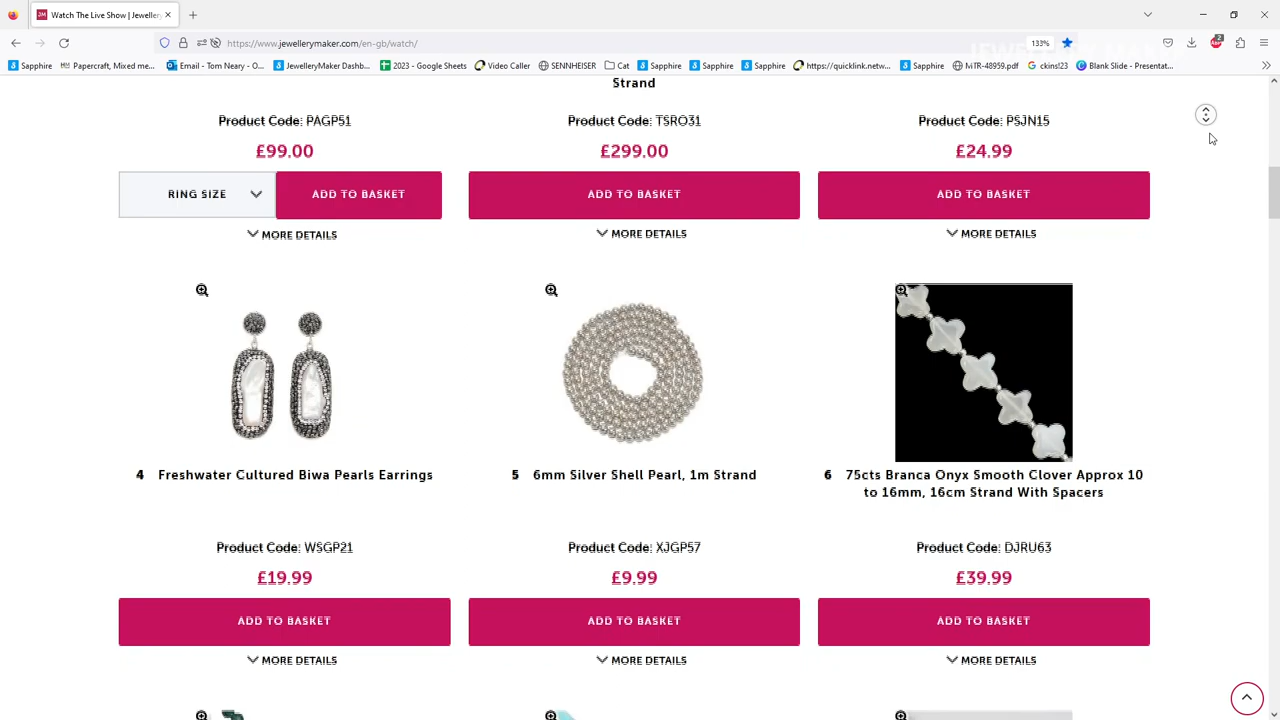 Watch The Live Show | Jeweller
https://www.jewellerymaker.com/en-gb/watch/
133%
Sapphire
Papercraft, Mixed me...
Email - Tom Neary - O...
JewelleryMaker Dashb...
2023 - Google Sheets
Video Caller
SENNHEISER
Cat
Sapphire
Sapphire
Sapphire
https://quicklink.netw...
Sapphire
MTR-48959.pdf
ckins!23
Blank Slide - Presentat...
Strand
Product Code: PAGP51
Product Code: TSRO31
Product Code: PSJN15
£99.00
£299.00
£24.99
RING SIZE
ADD TO BASKET
ADD TO BASKET
ADD TO BASKET
MORE DETAILS
MORE DETAILS
MORE DETAILS
4 Freshwater Cultured Biwa Pearls Earrings
5 6mm Silver Shell Pearl, 1m Strand
6 75cts Branca Onyx Smooth Clover Approx 10
to 16mm, 16cm Strand With Spacers
Product Code: WSGP21
Product Code: XJGP57
Product Code: DJRU63
£19.99
£9.99
£39.99
ADD TO BASKET
ADD TO BASKET
ADD TO BASKET
MORE DETAILS
MORE DETAILS
MORE DETAILS